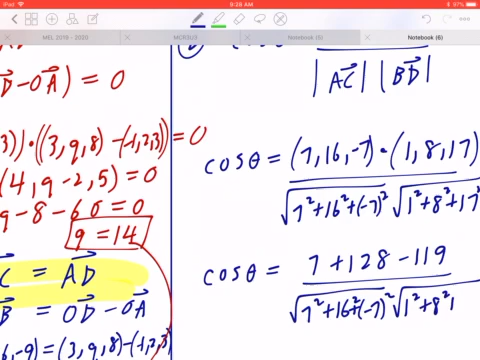 9:39 AM
57%
MEL 2019 - 2020
MCR3U
Notebook (6)
Notebook (6)
D⃗ - OA⃗) = 0
3))•((3,q,8) - (-1,2,3)) = 0
(4, q-2, 5) = 0
q - 8 - 60 = 0
q = 14
C⃗ = AD⃗
B⃗ = OD⃗ - OA⃗
6,-9) = (3,q,8) - (-1,2,3)
|AC⃗| |BD⃗|
cosθ = (7,16,-7) • (1,8,17)
√7²+16²+(-7)² √1²+8²+17²
cosθ = 7+128-119
√7²+16²+(-7)² √1²+8²+